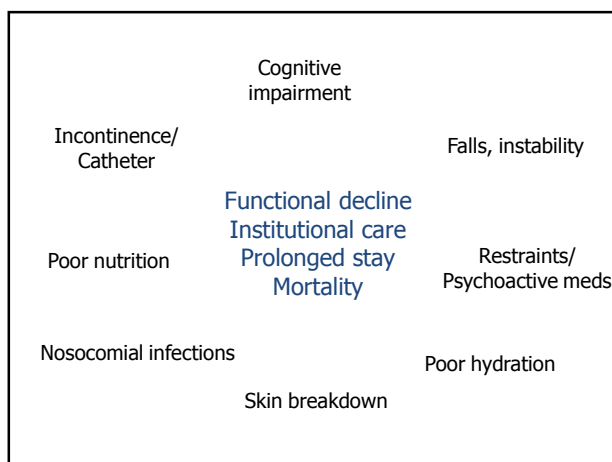 Cognitive
impairment
Incontinence/
Catheter
Falls, instability
Functional decline
Institutional care
Prolonged stay
Mortality
Poor nutrition
Restraints/
Psychoactive meds
Nosocomial infections
Poor hydration
Skin breakdown